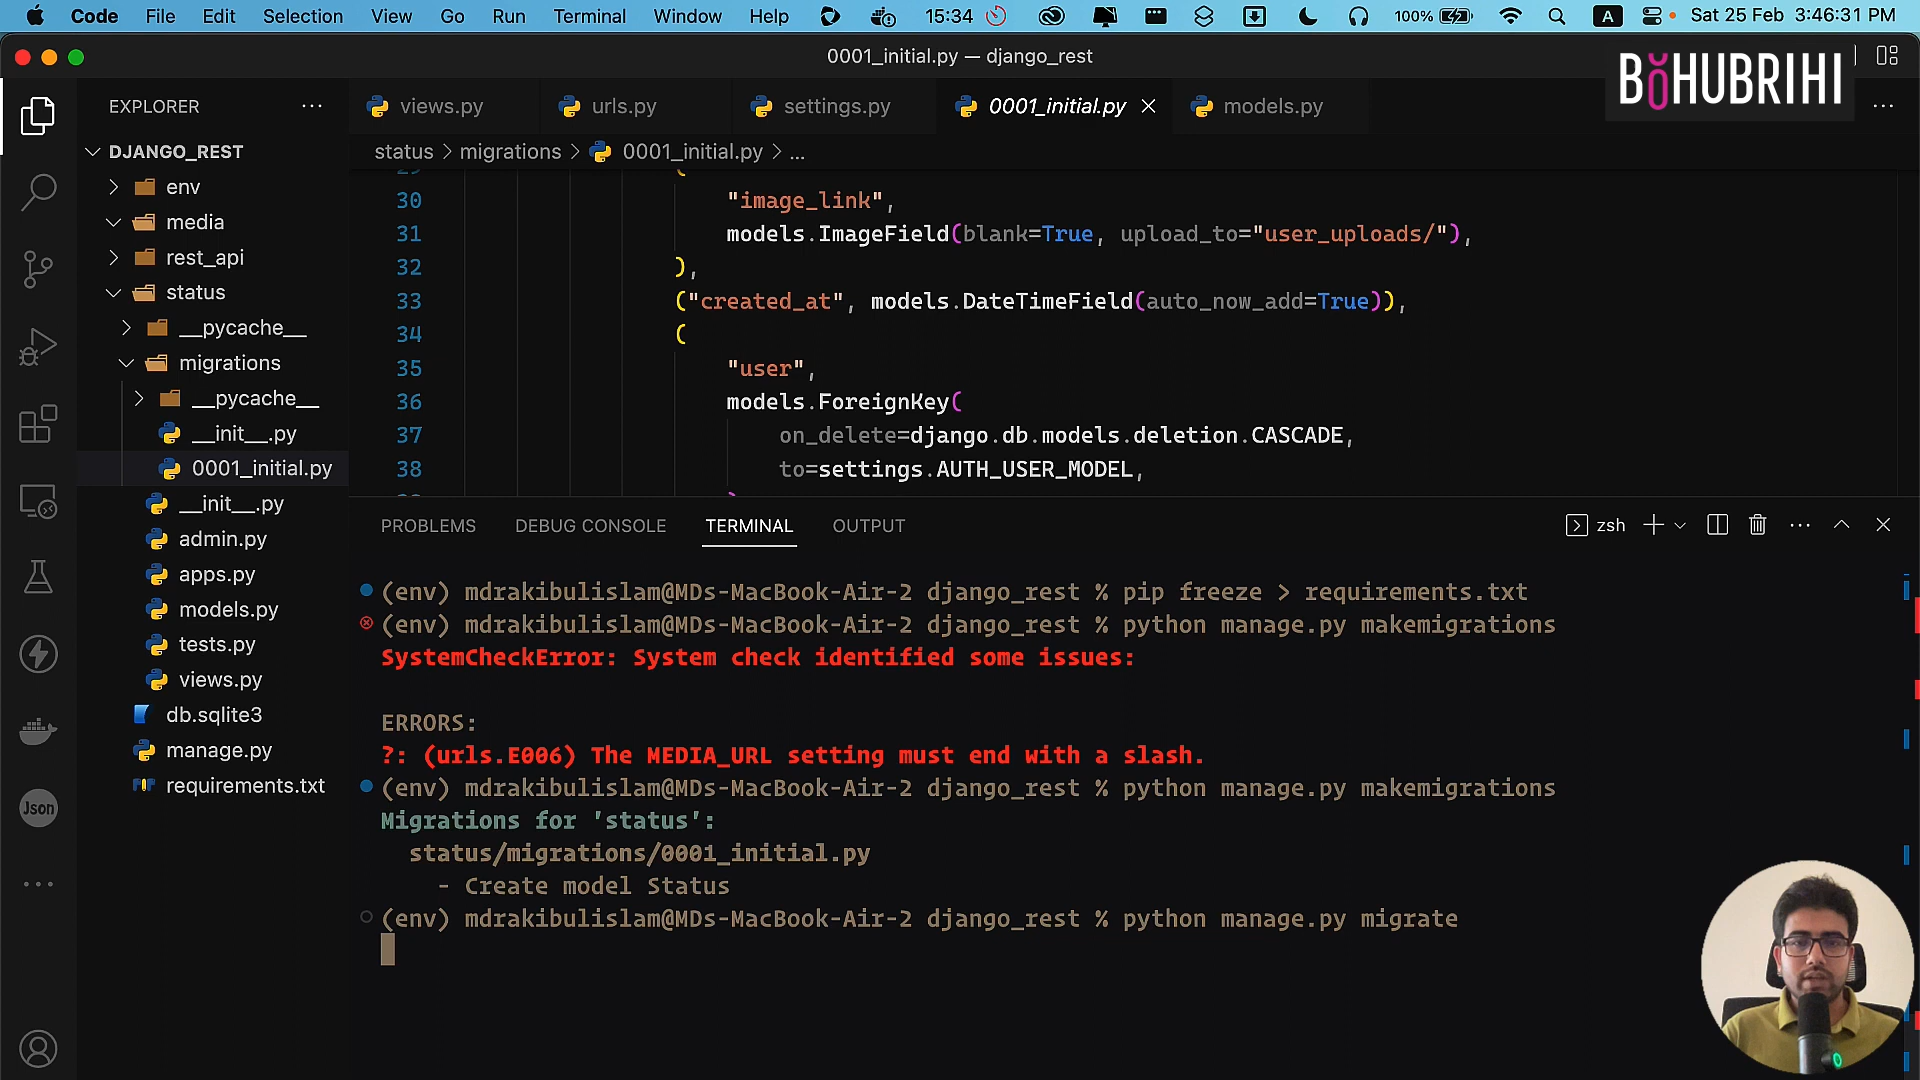 Code File Edit Selection View Go Run Terminal Window Help 15:34 100% A Sat 25 Feb 3:46:31 PM
0001_initial.py — django_rest
BOHUBRIHI
EXPLORER
views.py urls.py settings.py 0001_initial.py models.py
DJANGO_REST
status > migrations > 0001_initial.py > ...
env
media
rest_api
status
__pycache__
migrations
__pycache__
__init__.py
0001_initial.py
__init__.py
admin.py
apps.py
models.py
tests.py
views.py
db.sqlite3
manage.py
requirements.txt
Json
29 (
30 "image_link",
31 models.ImageField(blank=True, upload_to="user_uploads/"),
32 ),
33 ("created_at", models.DateTimeField(auto_now_add=True)),
34 (
35 "user",
36 models.ForeignKey(
37 on_delete=django.db.models.deletion.CASCADE,
38 to=settings.AUTH_USER_MODEL,
PROBLEMS DEBUG CONSOLE TERMINAL OUTPUT zsh
(env) mdrakibulislam@MDs-MacBook-Air-2 django_rest % pip freeze > requirements.txt
(env) mdrakibulislam@MDs-MacBook-Air-2 django_rest % python manage.py makemigrations
SystemCheckError: System check identified some issues:
ERRORS:
?: (urls.E006) The MEDIA_URL setting must end with a slash.
(env) mdrakibulislam@MDs-MacBook-Air-2 django_rest % python manage.py makemigrations
Migrations for 'status':
status/migrations/0001_initial.py
- Create model Status
(env) mdrakibulislam@MDs-MacBook-Air-2 django_rest % python manage.py migrate